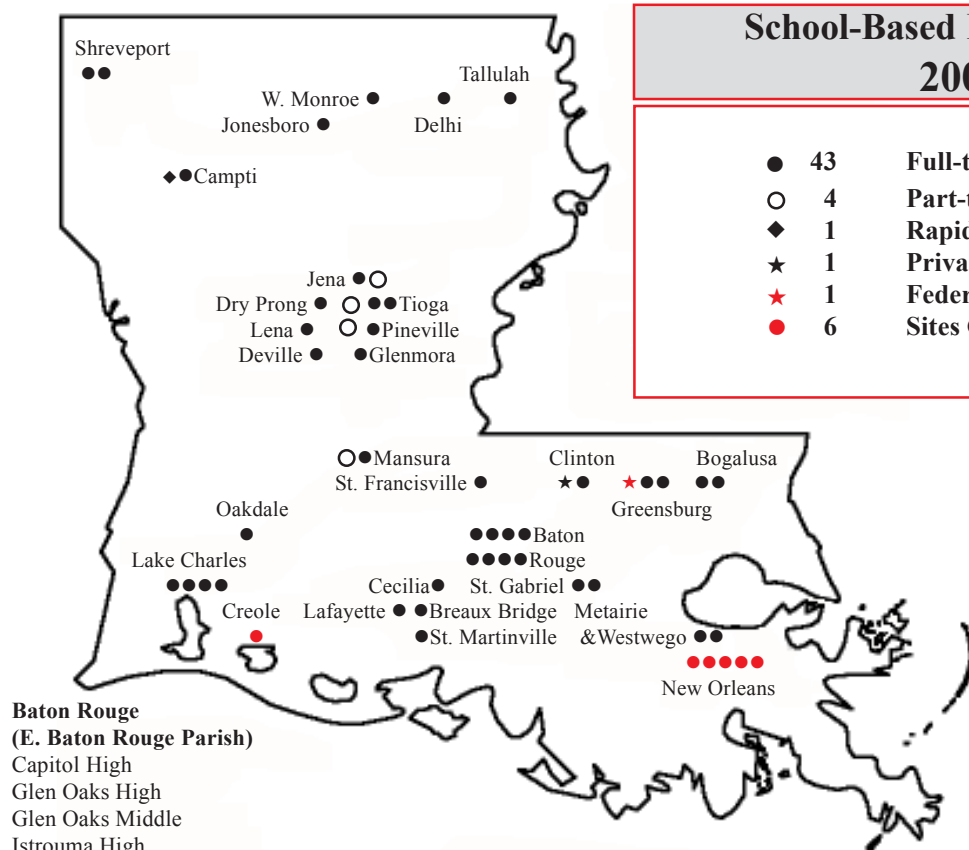 School-Based
200
43 Full-t
4 Part-t
1 Rapid
1 Priva
1 Feder
6 Sites
Shreveport
Tallulah
W. Monroe
Jonesboro
Delhi
Campti
Jena
Dry Prong
Tioga
Lena
Pineville
Deville
Glenmora
Mansura
Clinton
Bogalusa
St. Francisville
Greensburg
Oakdale
Baton
Rouge
Lake Charles
Cecilia
St. Gabriel
Creole
Lafayette
Breaux Bridge
Metairie
St. Martinville
&Westwego
New Orleans
Baton Rouge
(E. Baton Rouge Parish)
Capitol High
Glen Oaks High
Glen Oaks Middle
Istrouma High